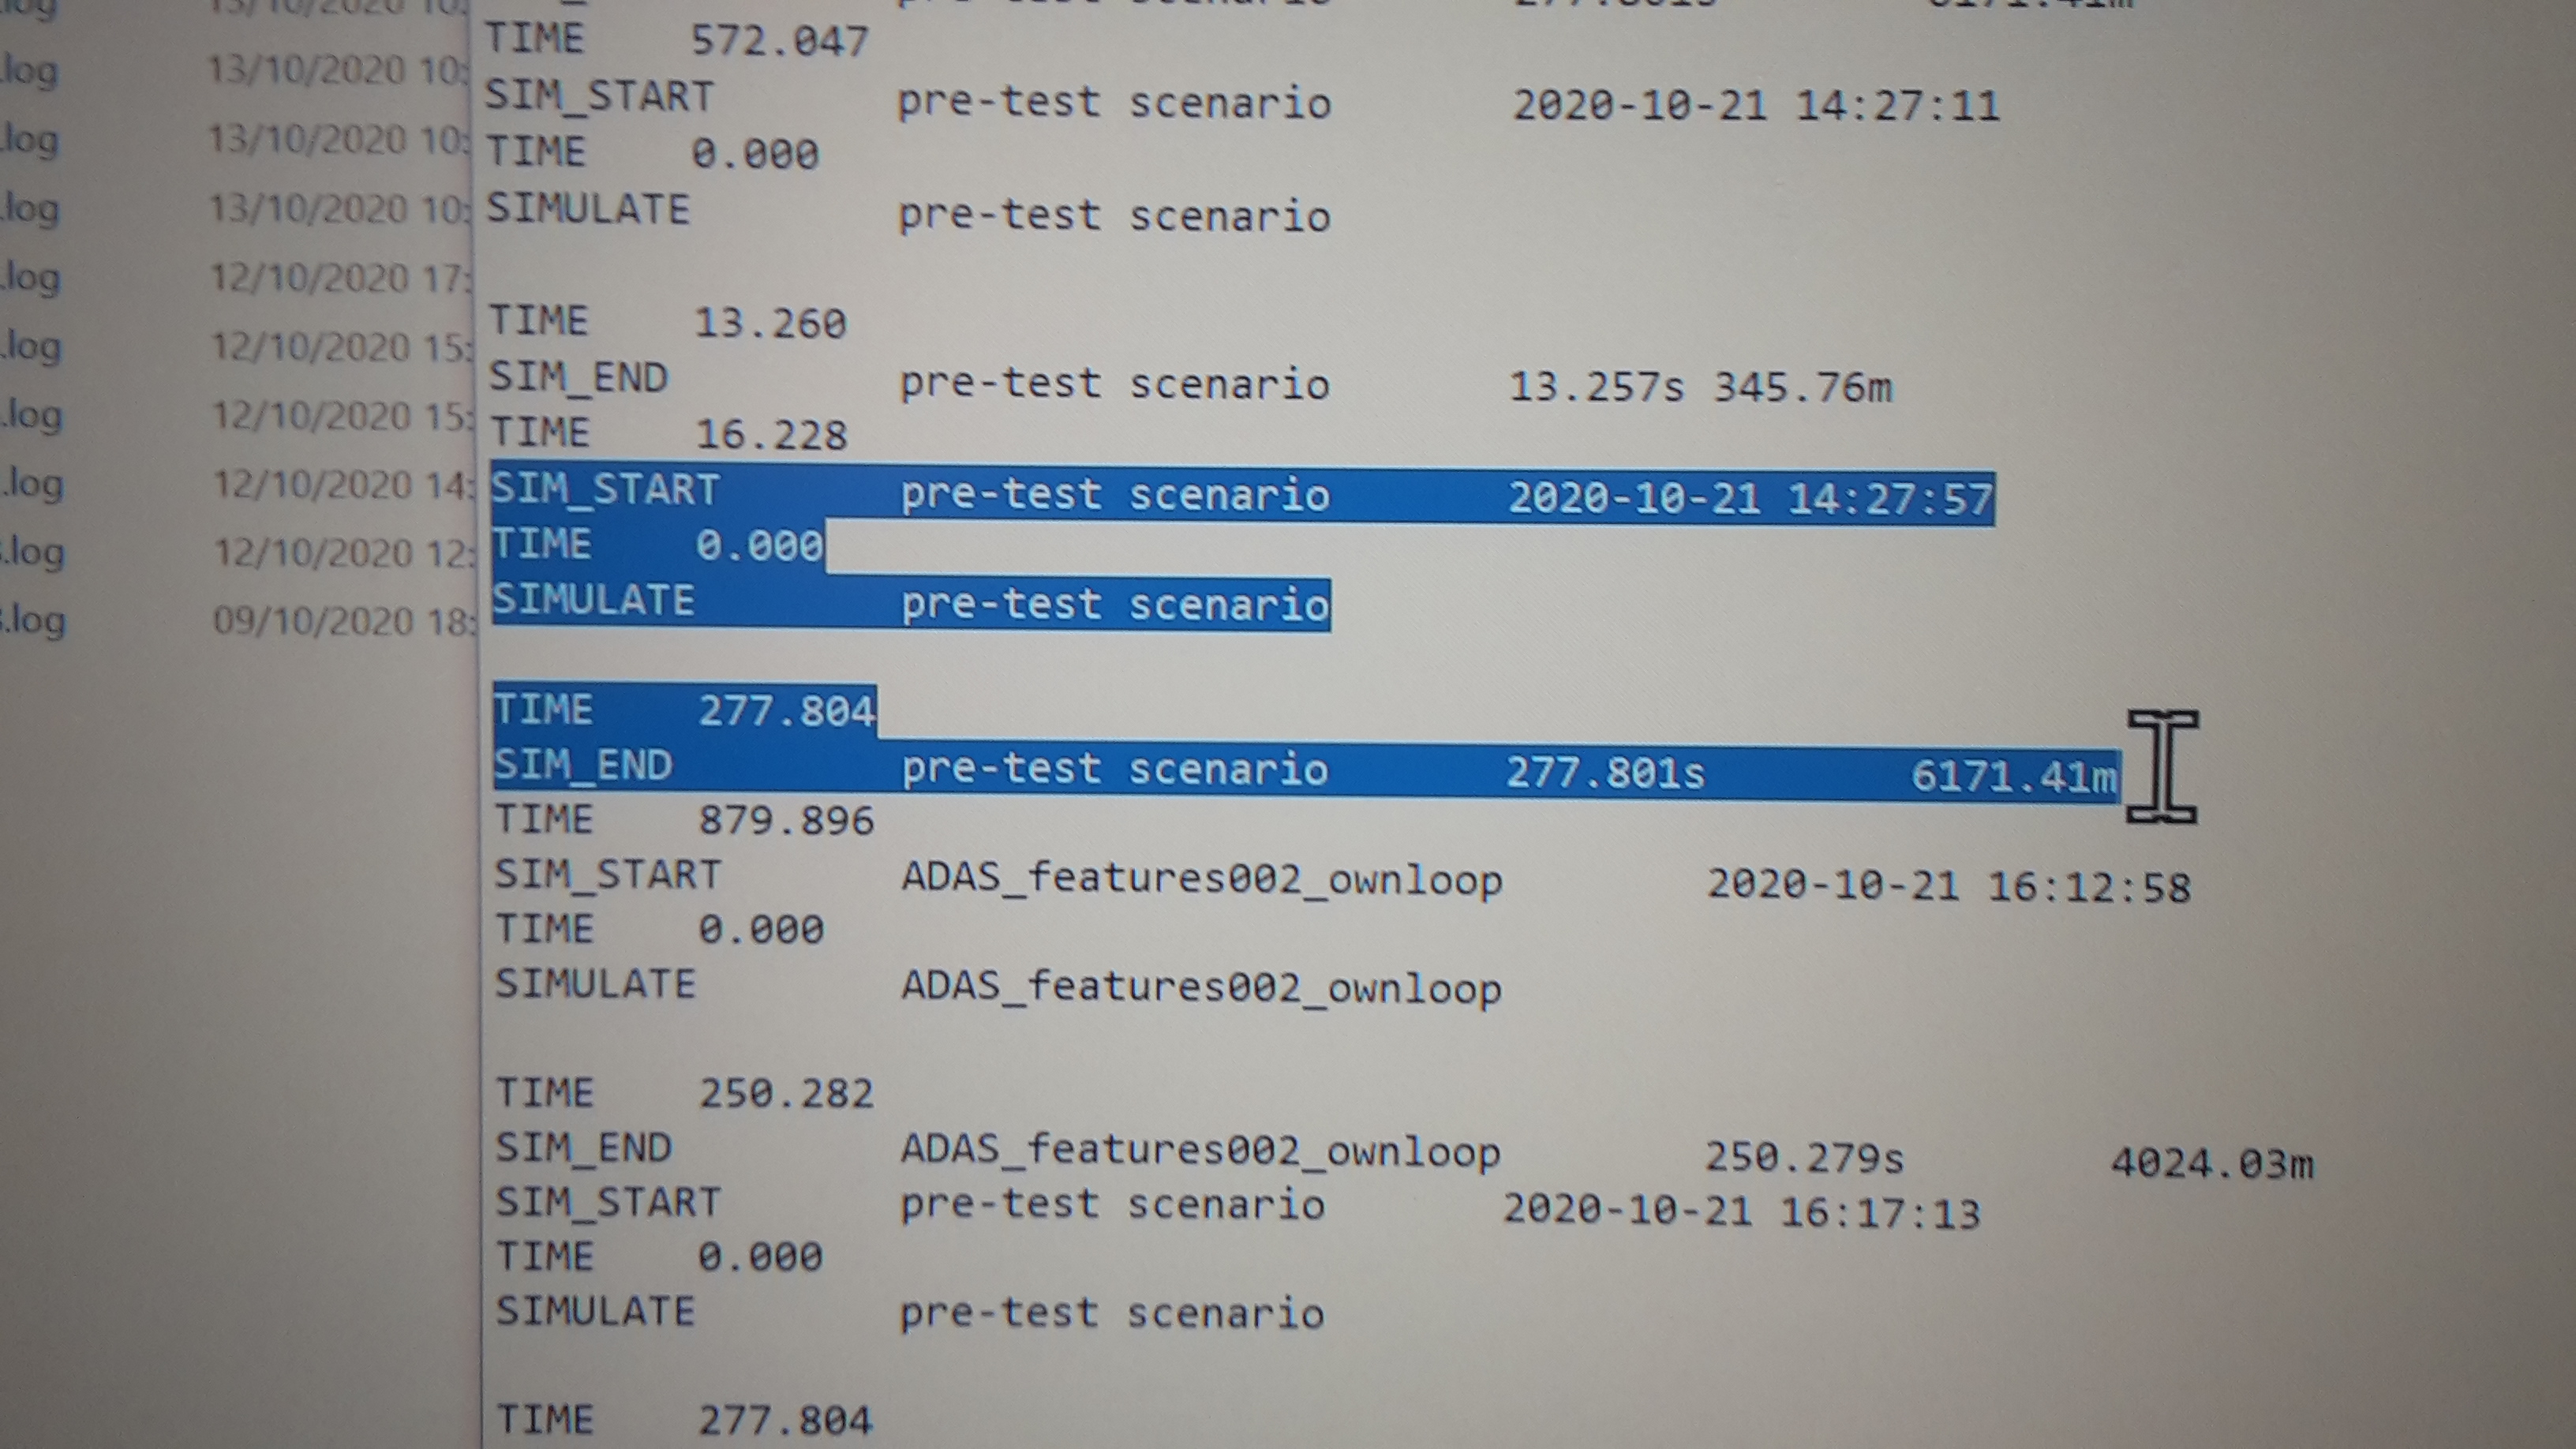 .log 13/10/2020 10:
.log 13/10/2020 10:
.log 13/10/2020 10:
.log 12/10/2020 17:
.log 12/10/2020 15:
.log 12/10/2020 15:
.log 12/10/2020 14:
.log 12/10/2020 12:
.log 09/10/2020 18:
pre-test scenario 277.801s 6171.41m
TIME 572.047
SIM_START pre-test scenario 2020-10-21 14:27:11
TIME 0.000
SIMULATE pre-test scenario
TIME 13.260
SIM_END pre-test scenario 13.257s 345.76m
TIME 16.228
SIM_START pre-test scenario 2020-10-21 14:27:57
TIME 0.000
SIMULATE pre-test scenario
TIME 277.804
SIM_END pre-test scenario 277.801s 6171.41m
TIME 879.896
SIM_START ADAS_features002_ownloop 2020-10-21 16:12:58
TIME 0.000
SIMULATE ADAS_features002_ownloop
TIME 250.282
SIM_END ADAS_features002_ownloop 250.279s 4024.03m
SIM_START pre-test scenario 2020-10-21 16:17:13
TIME 0.000
SIMULATE pre-test scenario
TIME 277.804